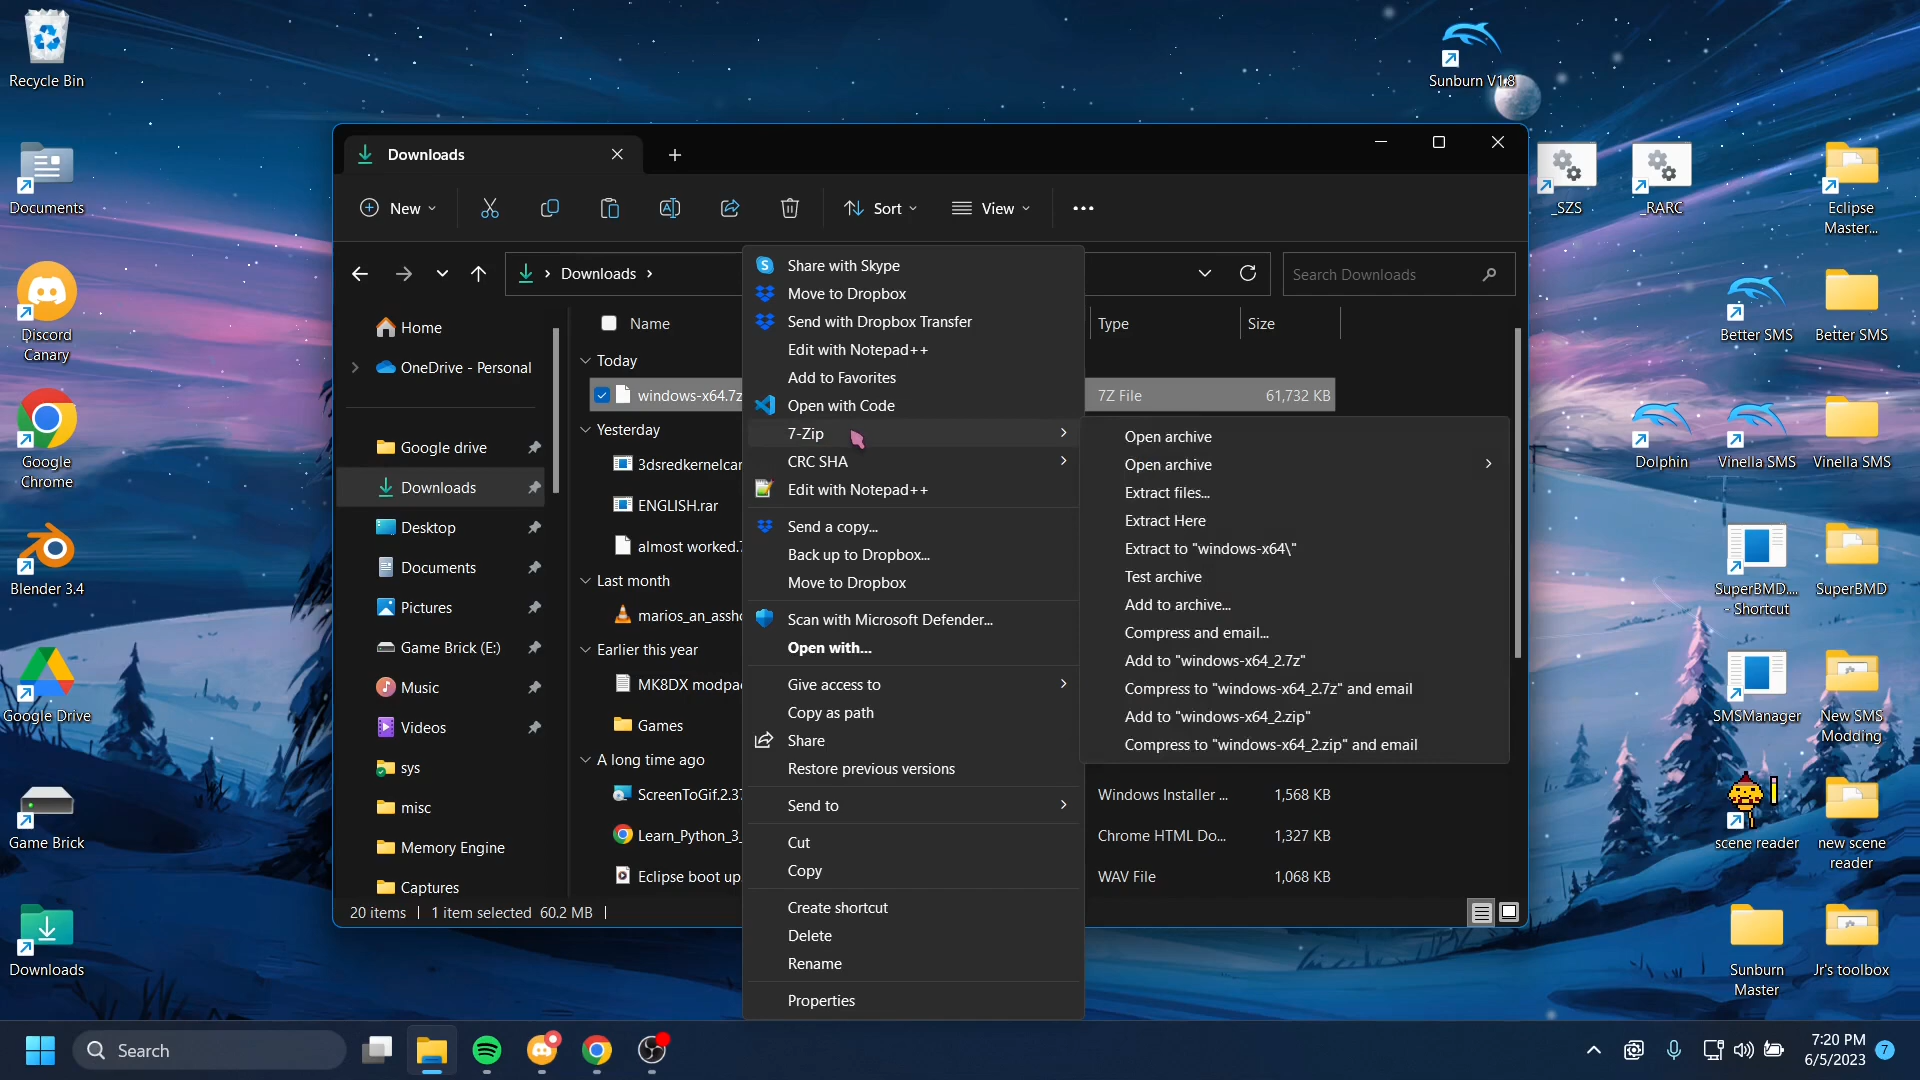 Recycle Bin
Documents
Discord
Canary
Google
Chrome
Blender 3.4
Google Drive
Game Brick
Downloads
Sunburn V1.8
_SZS
_RARC
Eclipse
Master...
Better SMS
Better SMS
Dolphin
Vinella SMS
Vinella SMS
SuperBMD....
- Shortcut
SuperBMD
SMSManager
New SMS
Modding
scene reader
new scene
reader
Sunburn
Master
Jr's toolbox
Downloads
New
Sort
View
Downloads
Search Downloads
Home
OneDrive - Personal
Google drive
Downloads
Desktop
Documents
Pictures
Game Brick (E:)
Music
Videos
sys
misc
Memory Engine
Captures
Name
Type
Size
Today
windows-x64.7z
7Z File
61,732 KB
Yesterday
3dsredkernelcar
ENGLISH.rar
almost worked.
Last month
marios_an_assh
Earlier this year
MK8DX modpa
Games
A long time ago
ScreenToGif.2.37
Windows Installer ...
1,568 KB
Learn_Python_3_
Chrome HTML Do...
1,327 KB
Eclipse boot up
WAV File
1,068 KB
20 items
1 item selected 60.2 MB
Share with Skype
Move to Dropbox
Send with Dropbox Transfer
Edit with Notepad++
Add to Favorites
Open with Code
7-Zip
CRC SHA
Edit with Notepad++
Send a copy...
Back up to Dropbox...
Move to Dropbox
Scan with Microsoft Defender...
Open with...
Give access to
Copy as path
Share
Restore previous versions
Send to
Cut
Copy
Create shortcut
Delete
Rename
Properties
Open archive
Open archive
Extract files...
Extract Here
Extract to "windows-x64\"
Test archive
Add to archive...
Compress and email...
Add to "windows-x64_2.7z"
Compress to "windows-x64_2.7z" and email
Add to "windows-x64_2.zip"
Compress to "windows-x64_2.zip" and email
Search
7:20 PM
6/5/2023
7